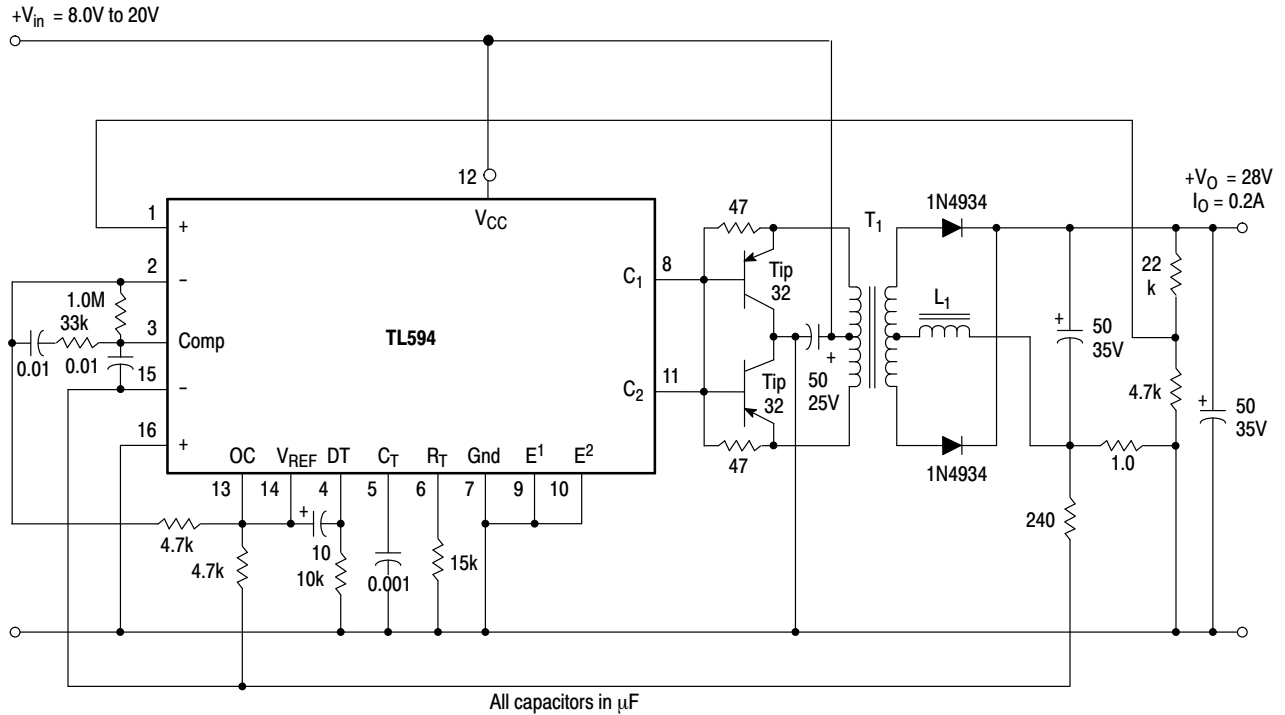 +Vin = 8.0V to 20V
12
VCC
+VO = 28V
IO = 0.2A
1N4934
T1
47
1
+
2
−
1.0M
33k
3
Comp
0.01
0.01
15
−
16
+
TL594
C1
8
C2
11
Tip
32
Tip
32
+
50
25V
47
L1
1N4934
+
50
35V
22
k
4.7k
+
50
35V
1.0
240
OC
VREF
DT
CT
RT
Gnd
E1
E2
13
14
4
5
6
7
9
10
4.7k
4.7k
+
10
10k
0.001
15k
All capacitors in μF